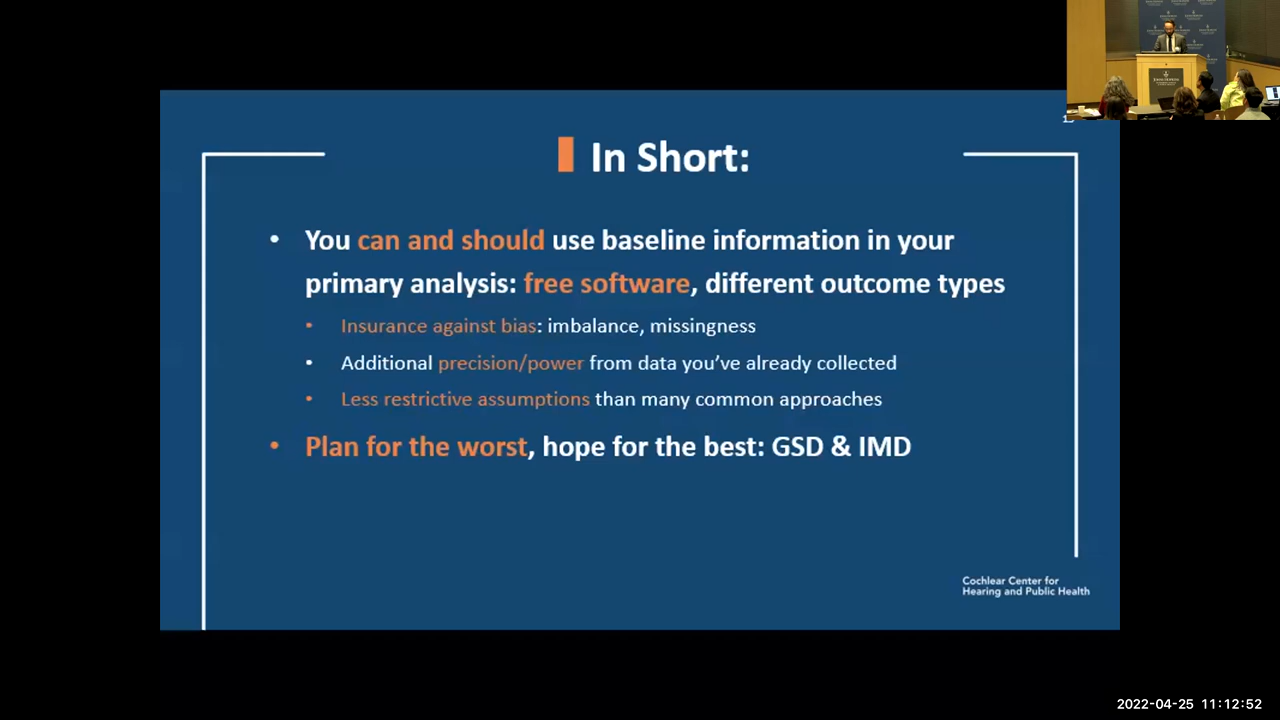 In Short:
• You can and should use baseline information in your
primary analysis: free software, different outcome types
• Insurance against bias: imbalance, missingness
• Additional precision/power from data you’ve already collected
• Less restrictive assumptions than many common approaches
• Plan for the worst, hope for the best: GSD & IMD
Cochlear Center for
Hearing and Public Health
2022-04-25 11:12:52